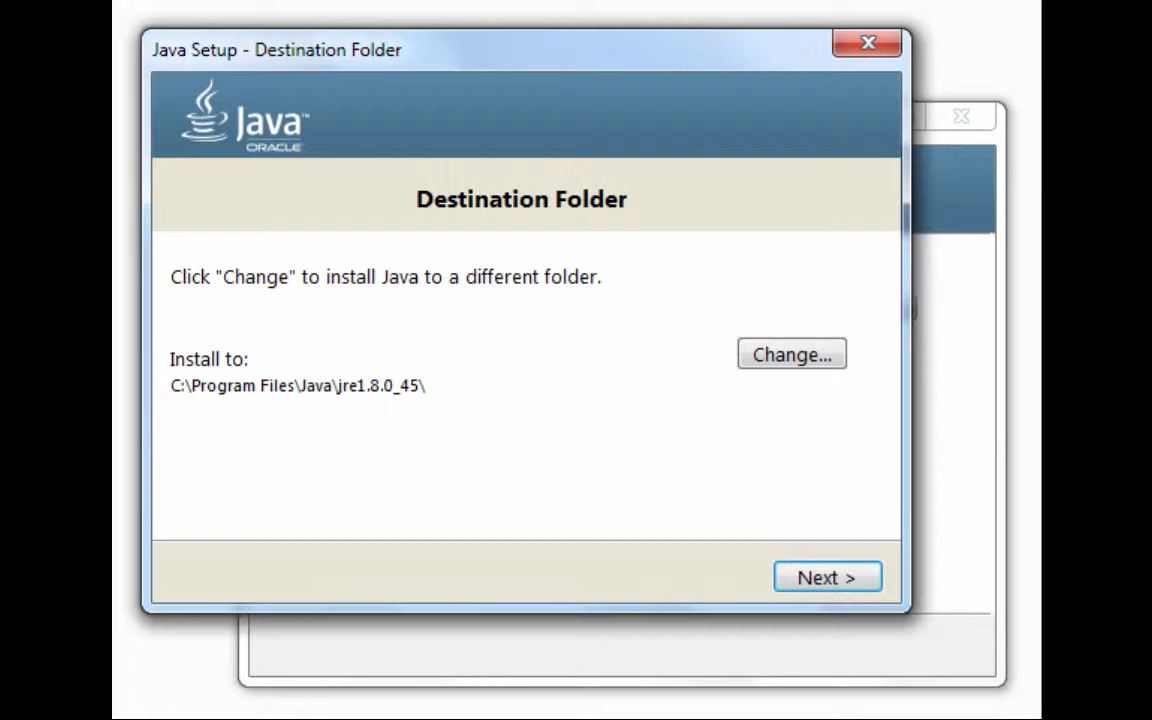 Java Setup - Destination Folder
Java™
ORACLE
Destination Folder
Click "Change" to install Java to a different folder.
Install to:
Change...
C:\Program Files\Java\jre1.8.0_45\
Next >